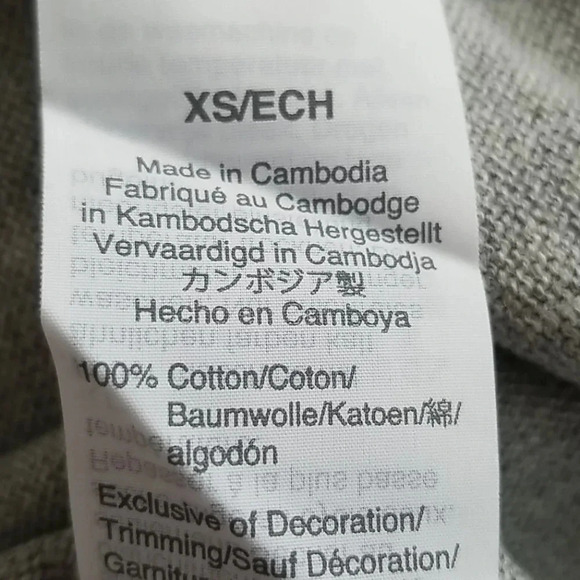 XS/ECH
Made in Cambodia
Fabriqué au Cambodge
in Kambodscha Hergestellt
Vervaardigd in Cambodja
カンボジア製
Hecho en Camboya
100% Cotton/Coton/
Baumwolle/Katoen/綿/
algodón
Exclusive of Decoration/
Trimming/Sauf Décoration/